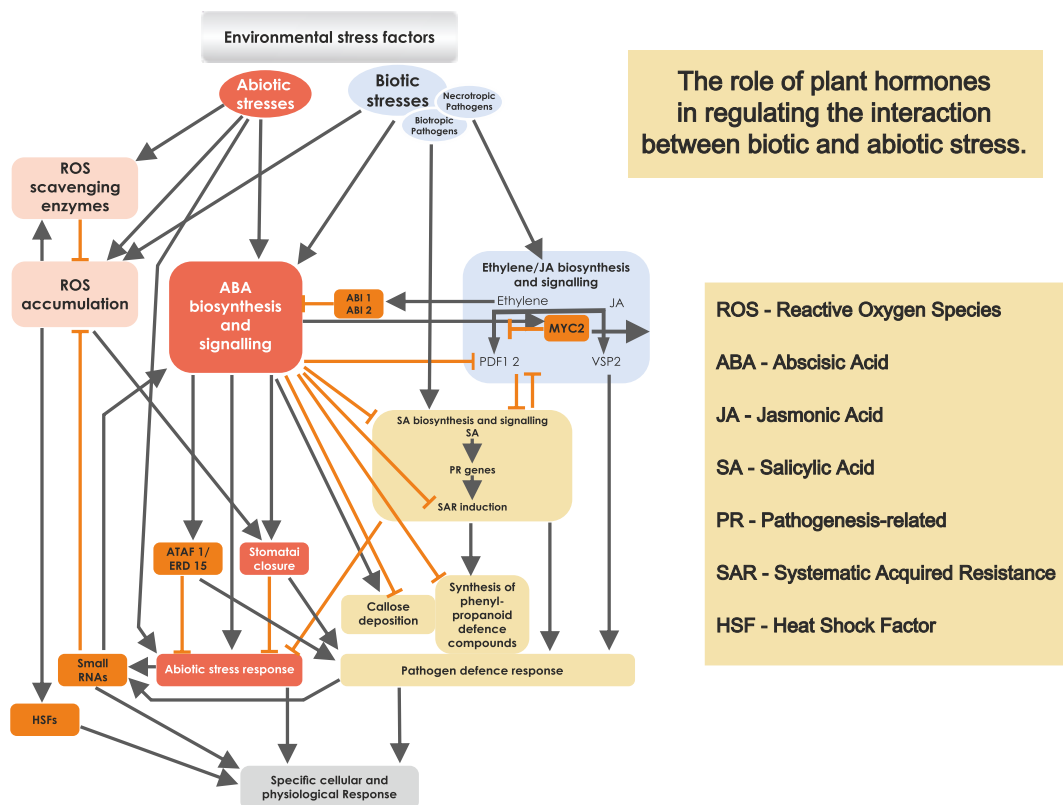 Environmental stress factors
Abiotic
stresses
Biotic
stresses
Necrotropic
Pathogens
Biotropic
Pathogens
The role of plant hormones
in regulating the interaction
between biotic and abiotic stress.
ROS
scavenging
enzymes
ROS
accumulation
ABA
biosynthesis
and
signalling
ABI 1
ABI 2
Ethylene/JA biosynthesis
and signalling
Ethylene
JA
MYC2
PDF1 2
VSP2
SA biosynthesis and signalling
SA
PR genes
SAR induction
ATAF 1/
ERD 15
Stomatai
closure
Callose
deposition
Synthesis of
phenyl-
propanoid
defence
compounds
Small
RNAs
Abiotic stress response
Pathogen defence response
HSFs
Specific cellular and
physiological Response
ROS - Reactive Oxygen Species
ABA - Abscisic Acid
JA - Jasmonic Acid
SA - Salicylic Acid
PR - Pathogenesis-related
SAR - Systematic Acquired Resistance
HSF - Heat Shock Factor